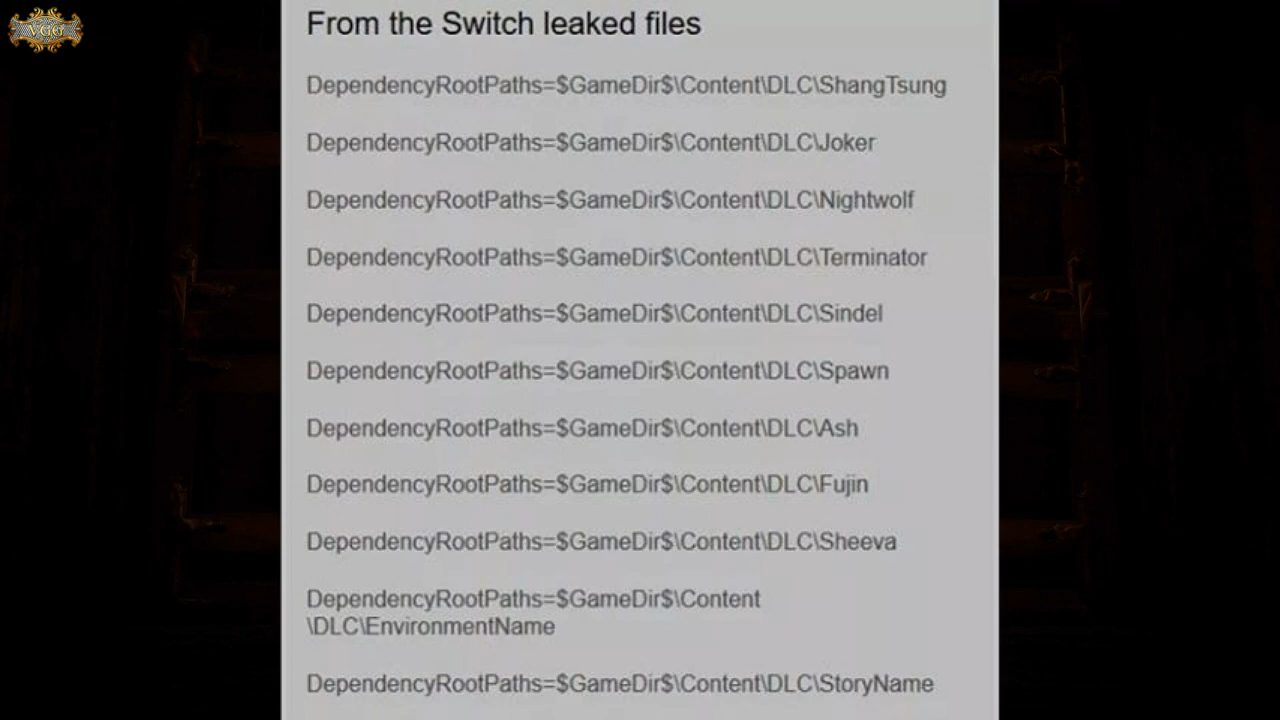 VGG
From the Switch leaked files
DependencyRootPaths=$GameDir$\Content\DLC\ShangTsung
DependencyRootPaths=$GameDir$\Content\DLC\Joker
DependencyRootPaths=$GameDir$\Content\DLC\Nightwolf
DependencyRootPaths=$GameDir$\Content\DLC\Terminator
DependencyRootPaths=$GameDir$\Content\DLC\Sindel
DependencyRootPaths=$GameDir$\Content\DLC\Spawn
DependencyRootPaths=$GameDir$\Content\DLC\Ash
DependencyRootPaths=$GameDir$\Content\DLC\Fujin
DependencyRootPaths=$GameDir$\Content\DLC\Sheeva
DependencyRootPaths=$GameDir$\Content
\DLC\EnvironmentName
DependencyRootPaths=$GameDir$\Content\DLC\StoryName